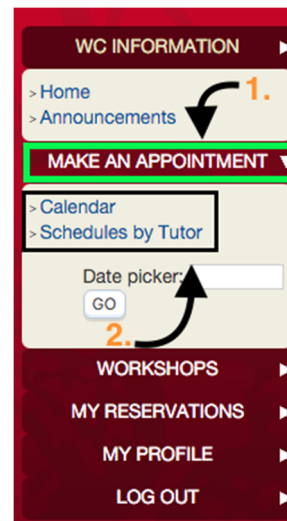 WC INFORMATION ▶
1.
> Home
> Announcements
MAKE AN APPOINTMENT ▼
> Calendar
> Schedules by Tutor
Date picker:
GO
2.
WORKSHOPS ▶
MY RESERVATIONS ▶
MY PROFILE ▶
LOG OUT ▶